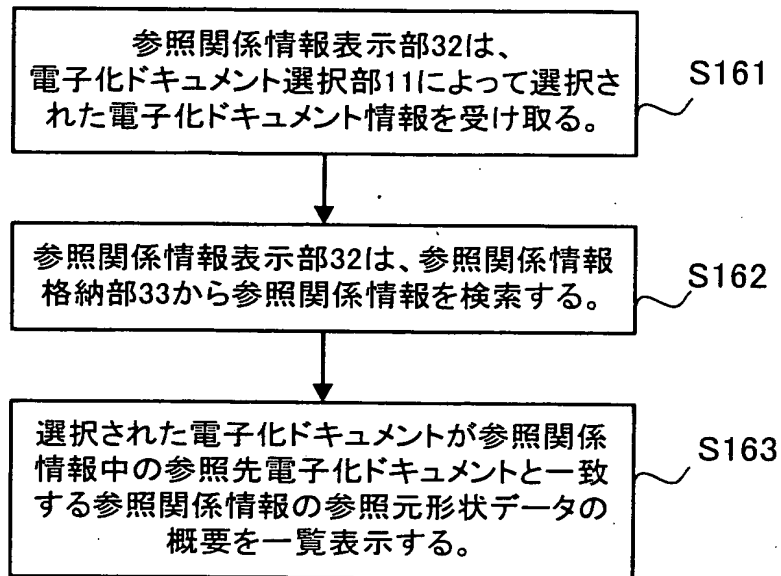 参照関係情報表示部32は、
電子化ドキュメント選択部11によって選択さ
れた電子化ドキュメント情報を受け取る。
S161
参照関係情報表示部32は、参照関係情報
格納部33から参照関係情報を検索する。
S162
選択された電子化ドキュメントが参照関係
情報中の参照先電子化ドキュメントと一致
する参照関係情報の参照元形状データの
概要を一覧表示する。
S163